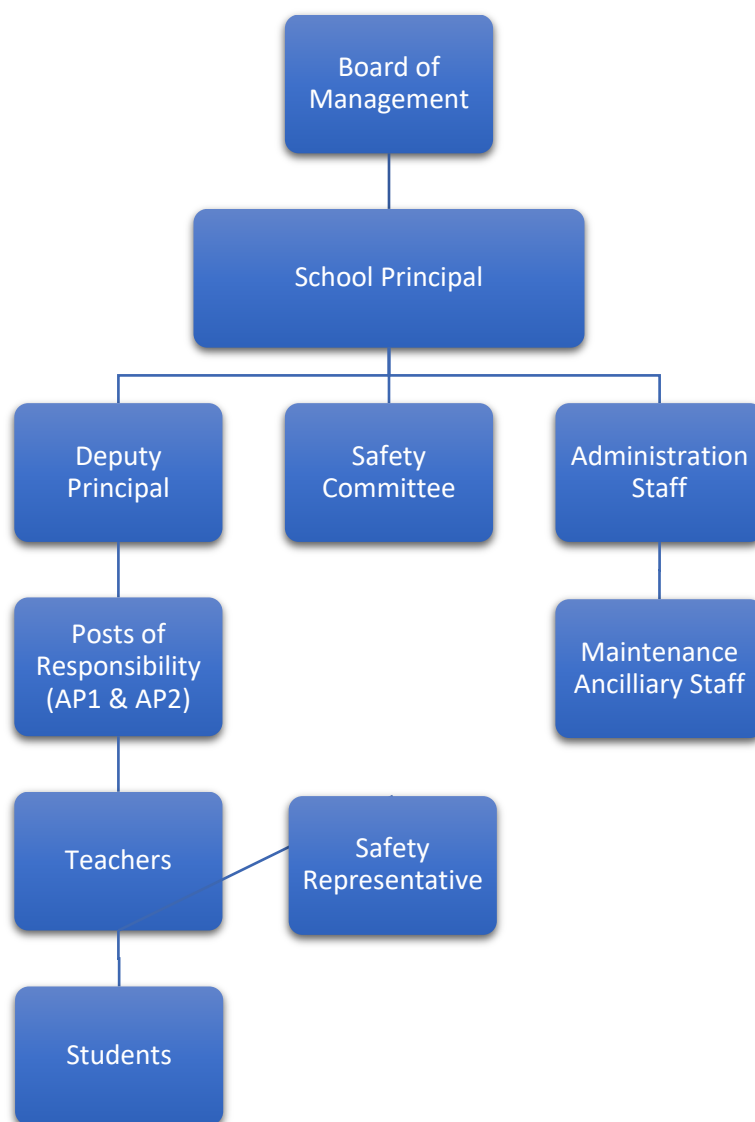 Board of
Management
School Principal
Deputy
Principal
Safety
Committee
Administration
Staff
Posts of
Responsibility
(AP1 & AP2)
Maintenance
Ancilliary Staff
Teachers
Safety
Representative
Students